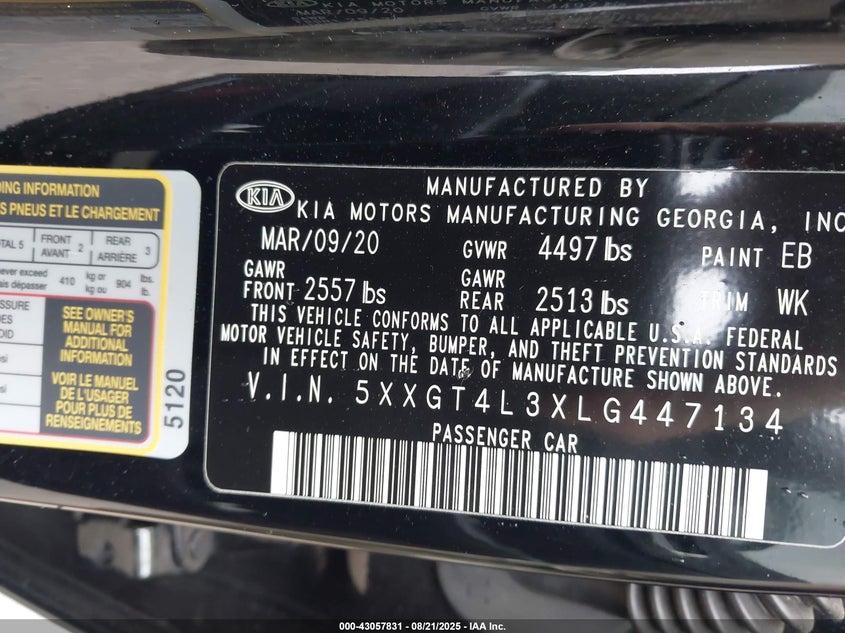 MANUFACTURED BY
KIA
KIA MOTORS MANUFACTURING GEORGIA, INC
MAR/09/20 GVWR 4497 lbs PAINT EB
GAWR FRONT 2557 lbs GAWR REAR 2513 lbs TRIM WK
THIS VEHICLE CONFORMS TO ALL APPLICABLE U.S.A. FEDERAL
MOTOR VEHICLE SAFETY, BUMPER, AND THEFT PREVENTION STANDARDS
IN EFFECT ON THE DATE OF MANUFACTURE SHOWN ABOVE.
V.I.N. 5XXGT4L3XLG447134
PASSENGER CAR
INFORMATION
PNEUS ET LE CHARGEMENT
5 FRONT AVANT 2 REAR ARRIÈRE 3
exceed
dépasser 410 kg or kg ou 904 lbs. lb.
SEE OWNER'S
MANUAL FOR
ADDITIONAL
INFORMATION
VOIR LE MANUEL
DE L'USAGER
POUR PLUS DE
RENSEIGNEMENTS
5120
000-43057831 - 08/21/2025 - IAA Inc.